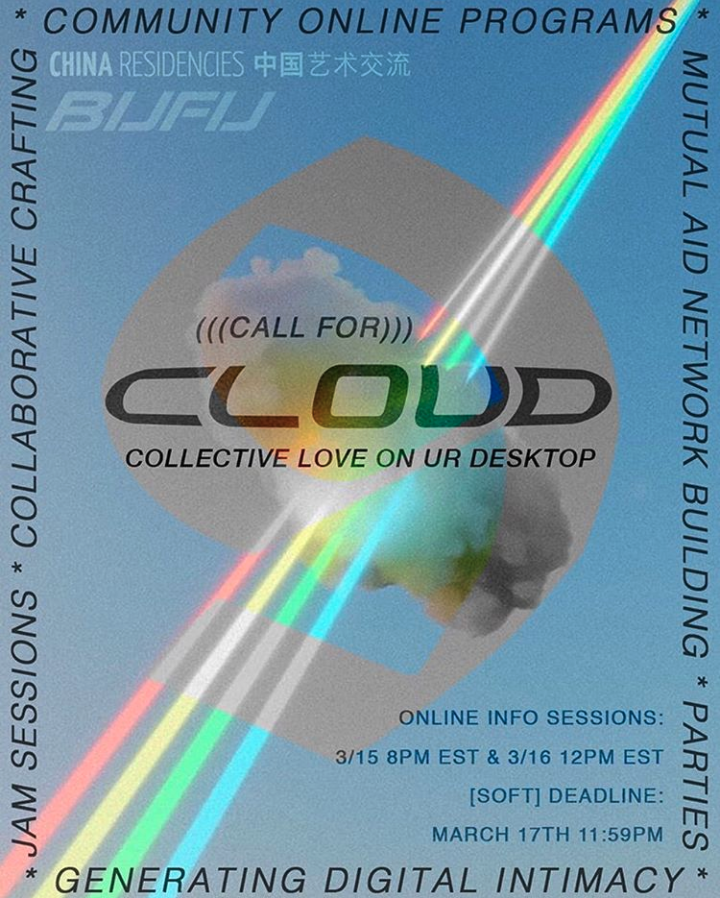 * COMMUNITY ONLINE PROGRAMS *
CHINA RESIDENCIES 中国艺术交流
BUFU
MUTUAL AID NETWORK BUILDING * PARTIES
(((CALL FOR)))
CLOUD
COLLECTIVE LOVE ON UR DESKTOP
ONLINE INFO SESSIONS:
3/15 8PM EST & 3/16 12PM EST
[SOFT] DEADLINE:
MARCH 17TH 11:59PM
* GENERATING DIGITAL INTIMACY *
JAM SESSIONS * COLLABORATIVE CRAFTING